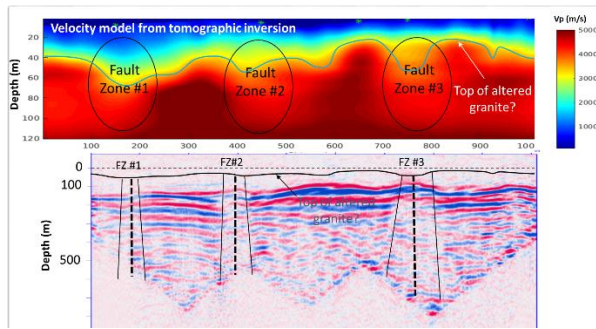 Velocity model from tomographic inversion
Vp (m/s)
0
20
40
60
80
100
120
Depth (m)
Fault
Zone #1
Fault
Zone #2
Fault
Zone #3
Top of altered
granite?
5000
4000
3000
2000
1000
100 200 300 400 500 600 700 800 900
FZ #1
FZ#2
FZ #3
0
100
500
Depth (m)
Top of altered
granite?